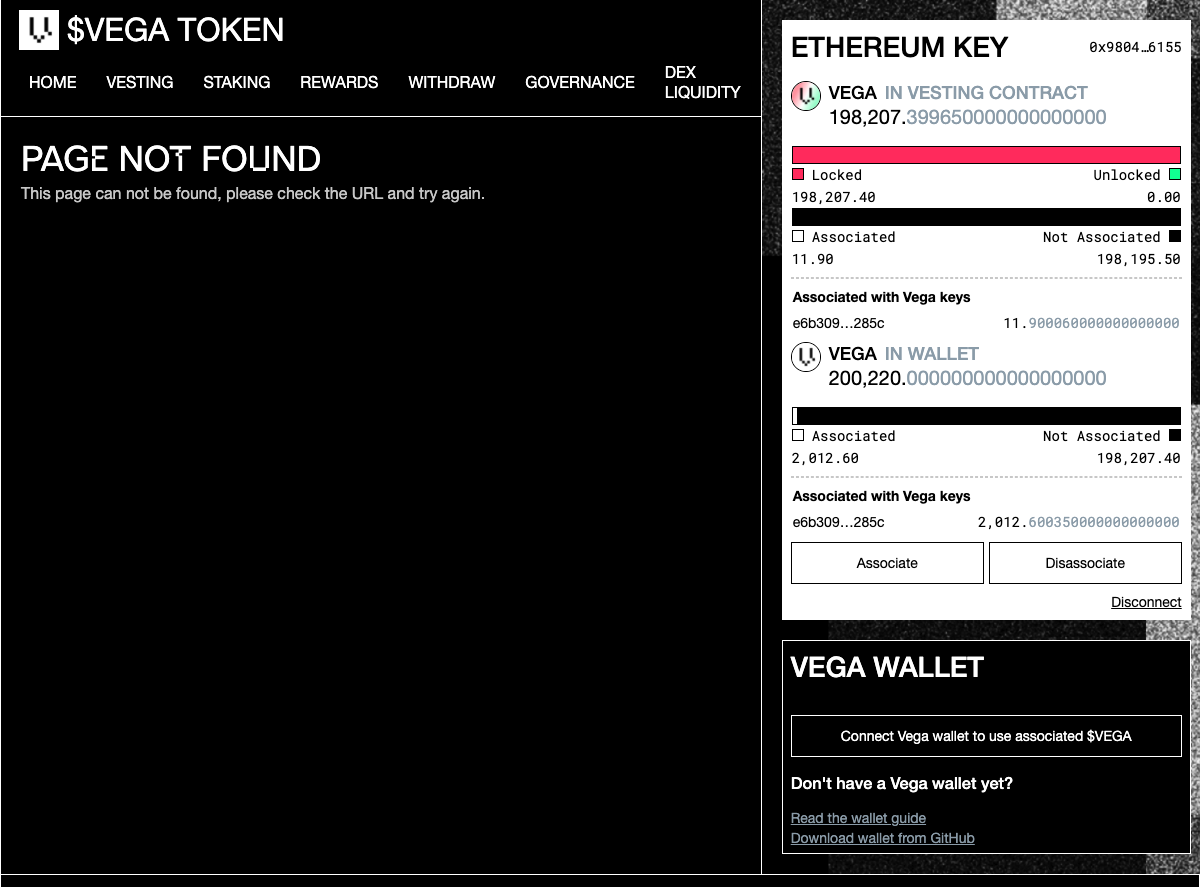 $VEGA TOKEN
HOME VESTING STAKING REWARDS WITHDRAW GOVERNANCE DEX LIQUIDITY
PAGE NOT FOUND
This page can not be found, please check the URL and try again.
ETHEREUM KEY 0x9804…6155
VEGA IN VESTING CONTRACT
198,207.399650000000000000
Locked Unlocked
198,207.40 0.00
Associated Not Associated
11.90 198,195.50
Associated with Vega keys
e6b309…285c 11.900060000000000000
VEGA IN WALLET
200,220.000000000000000000
Associated Not Associated
2,012.60 198,207.40
Associated with Vega keys
e6b309…285c 2,012.600350000000000000
Associate Disassociate
Disconnect
VEGA WALLET
Connect Vega wallet to use associated $VEGA
Don't have a Vega wallet yet?
Read the wallet guide
Download wallet from GitHub